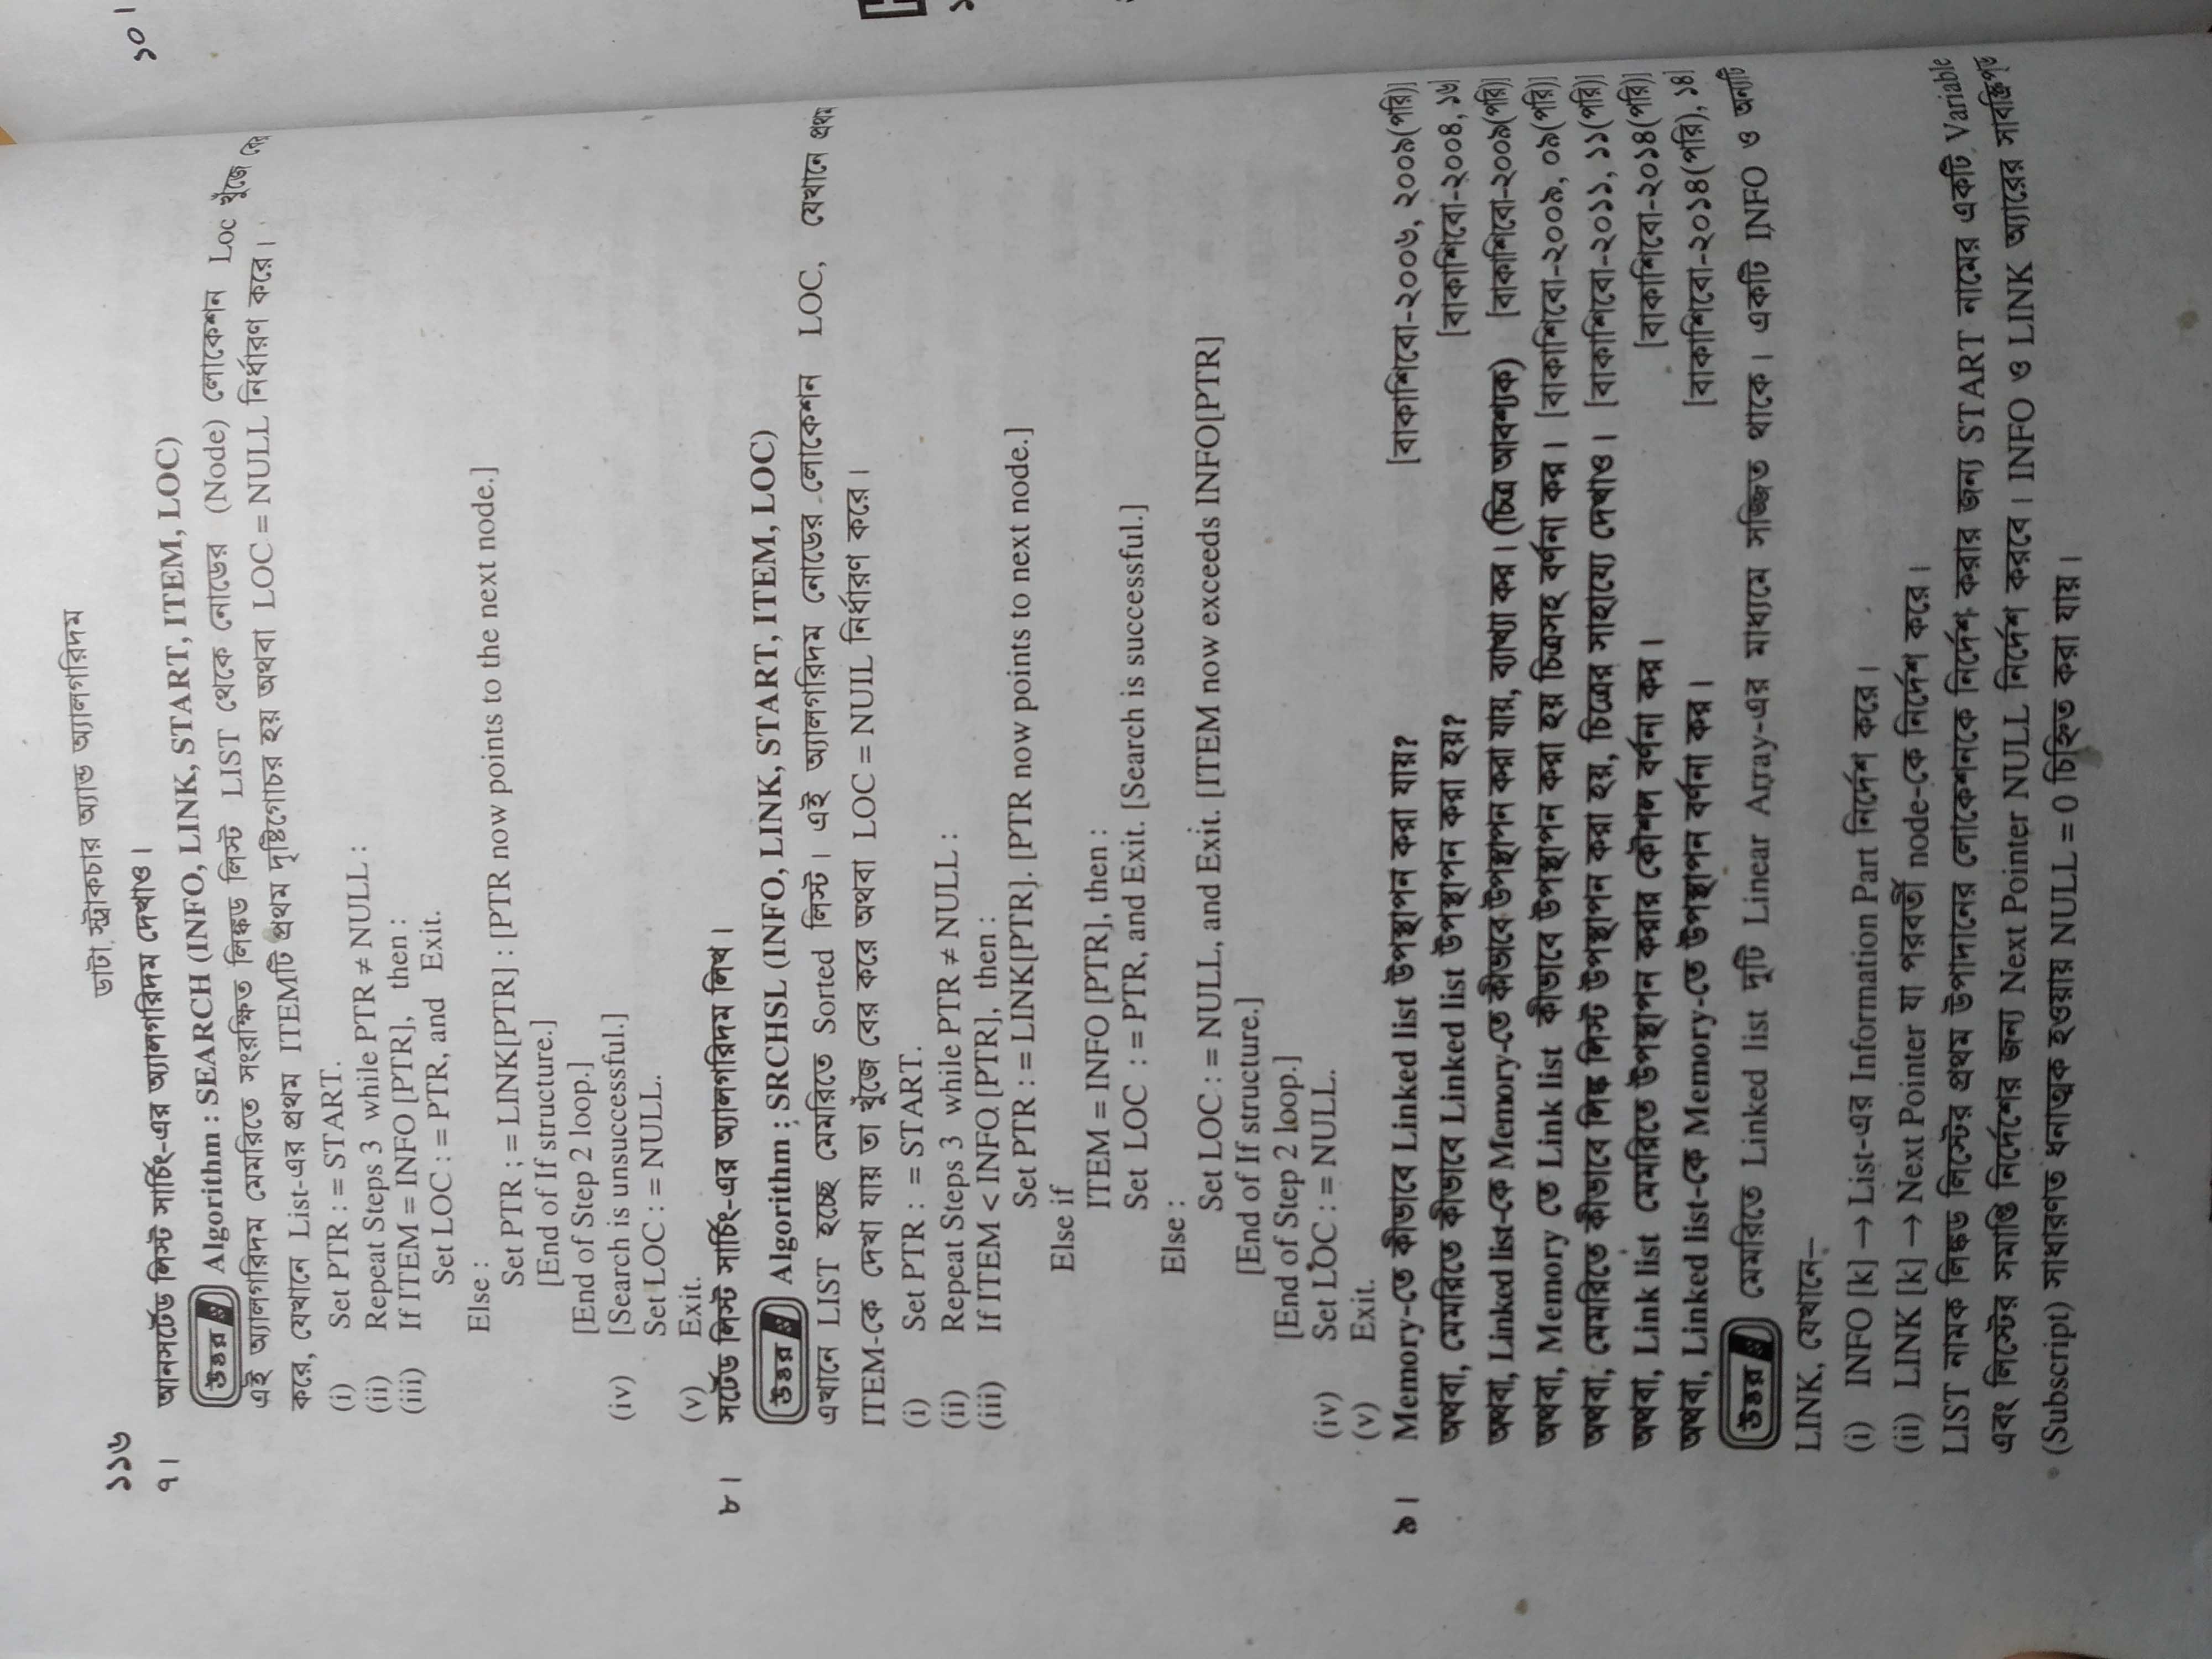 ১১৬
ডাটা স্ট্রাকচার অ্যান্ড অ্যালগরিদম
৭। আনসর্টেড লিস্ট সার্চিং-এর অ্যালগরিদম দেখাও।
উত্তর Algorithm : SEARCH (INFO, LINK, START, ITEM, LOC)
এই অ্যালগরিদম মেমরিতে সংরক্ষিত লিঙ্কড লিস্ট LIST থেকে নোডের (Node) লোকেশন Loc খুঁজে বের
করে, যেখানে List-এর প্রথম ITEMটি প্রথম দৃষ্টিগোচর হয় অথবা LOC = NULL নির্ধারণ করে।
(i) Set PTR : = START.
(ii) Repeat Steps 3 while PTR ≠ NULL :
(iii) If ITEM = INFO [PTR], then :
Set LOC : = PTR, and Exit.
Else :
Set PTR ; = LINK[PTR] : [PTR now points to the next node.]
[End of If structure.]
[End of Step 2 loop.]
(iv) [Search is unsuccessful.]
Set LOC : = NULL.
(v) Exit.
৮। সর্টেড লিস্ট সার্চিং-এর অ্যালগরিদম লিখ।
উত্তর Algorithm : SRCHSL (INFO, LINK, START, ITEM, LOC)
এখানে LIST হচ্ছে মেমরিতে Sorted লিস্ট। এই অ্যালগরিদম নোডের লোকেশন LOC, যেখানে প্রথম
ITEM-কে দেখা যায় তা খুঁজে বের করে অথবা LOC = NUIL নির্ধারণ করে।
(i) Set PTR : = START.
(ii) Repeat Steps 3 while PTR ≠ NULL :
(iii) If ITEM < INFO [PTR], then :
Set PTR : = LINK[PTR]. [PTR now points to next node.]
Else if
ITEM = INFO [PTR], then :
Set LOC : = PTR, and Exit. [Search is successful.]
Else :
Set LOC : = NULL, and Exit. [ITEM now exceeds INFO[PTR]
[End of If structure.]
[End of Step 2 loop.]
(iv) Set LOC : = NULL.
(v) Exit.
৯। Memory-তে কীভাবে Linked list উপস্থাপন করা যায়? [বাকাশিবো-২০০৬, ২০০৯(পরি)]
অথবা, মেমরিতে কীভাবে Linked list উপস্থাপন করা হয়? [বাকাশিবো-২০০৪, ১৬]
অথবা, Linked list-কে Memory-তে কীভাবে উপস্থাপন করা যায়, ব্যাখ্যা কর। (চিত্র আবশ্যক) [বাকাশিবো-২০০৯(পরি)]
অথবা, Memory তে Link list কীভাবে উপস্থাপন করা হয় চিত্রসহ বর্ণনা কর। [বাকাশিবো-২০০৯, ০৯(পরি)]
অথবা, মেমরিতে কীভাবে লিঙ্ক লিস্ট উপস্থাপন করা হয়, চিত্রের সাহায্যে দেখাও। [বাকাশিবো-২০১১, ১১(পরি)]
অথবা, Link list মেমরিতে উপস্থাপন করার কৌশল বর্ণনা কর। [বাকাশিবো-২০১৪(পরি)]
অথবা, Linked list-কে Memory-তে উপস্থাপন বর্ণনা কর। [বাকাশিবো-২০১৪(পরি), ১৪]
উত্তর মেমরিতে Linked list দুটি Linear Array-এর মাধ্যমে সজ্জিত থাকে। একটি INFO ও অন্যটি
LINK, যেখানে—
(i) INFO [k] → List-এর Information Part নির্দেশ করে।
(ii) LINK [k] → Next Pointer যা পরবর্তী node-কে নির্দেশ করে।
LIST নামক লিঙ্কড লিস্টের প্রথম উপাদানের লোকেশনকে নির্দেশ করার জন্য START নামের একটি Variable
এবং লিস্টের সমাপ্তি নির্দেশের জন্য Next Pointer NULL নির্দেশ করবে। INFO ও LINK অ্যারের সাবস্ক্রিপ্ট
(Subscript) সাধারণত ধনাত্মক হওয়ায় NULL = 0 চিহ্নিত করা যায়।
১০।